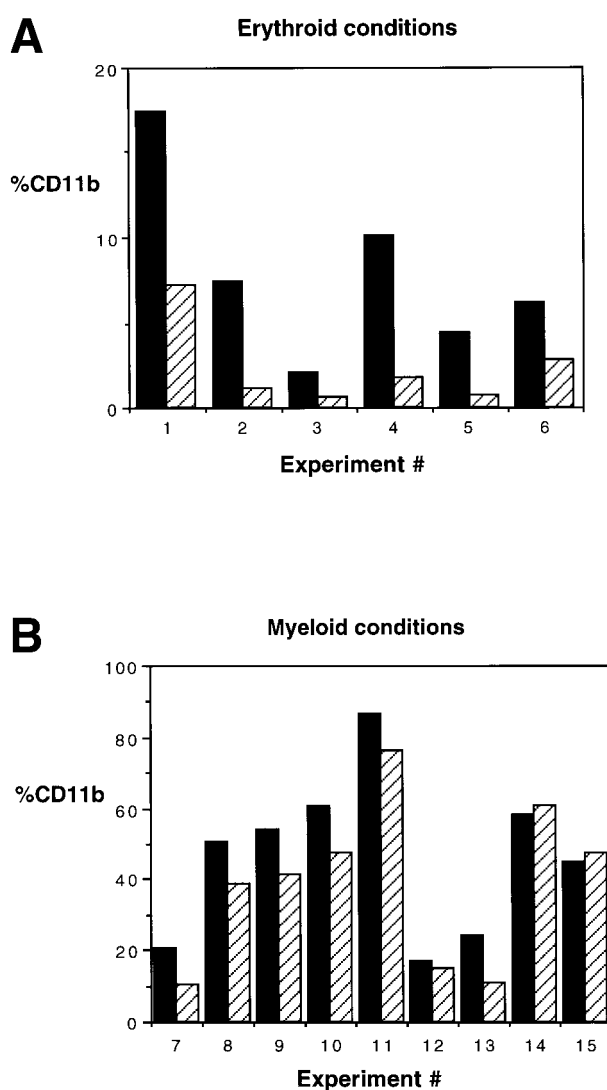 A
Erythroid conditions
20
%CD11b
10
0
1 2 3 4 5 6
Experiment #
B
Myeloid conditions
100
80
%CD11b
60
40
20
0
7 8 9 10 11 12 13 14 15
Experiment #